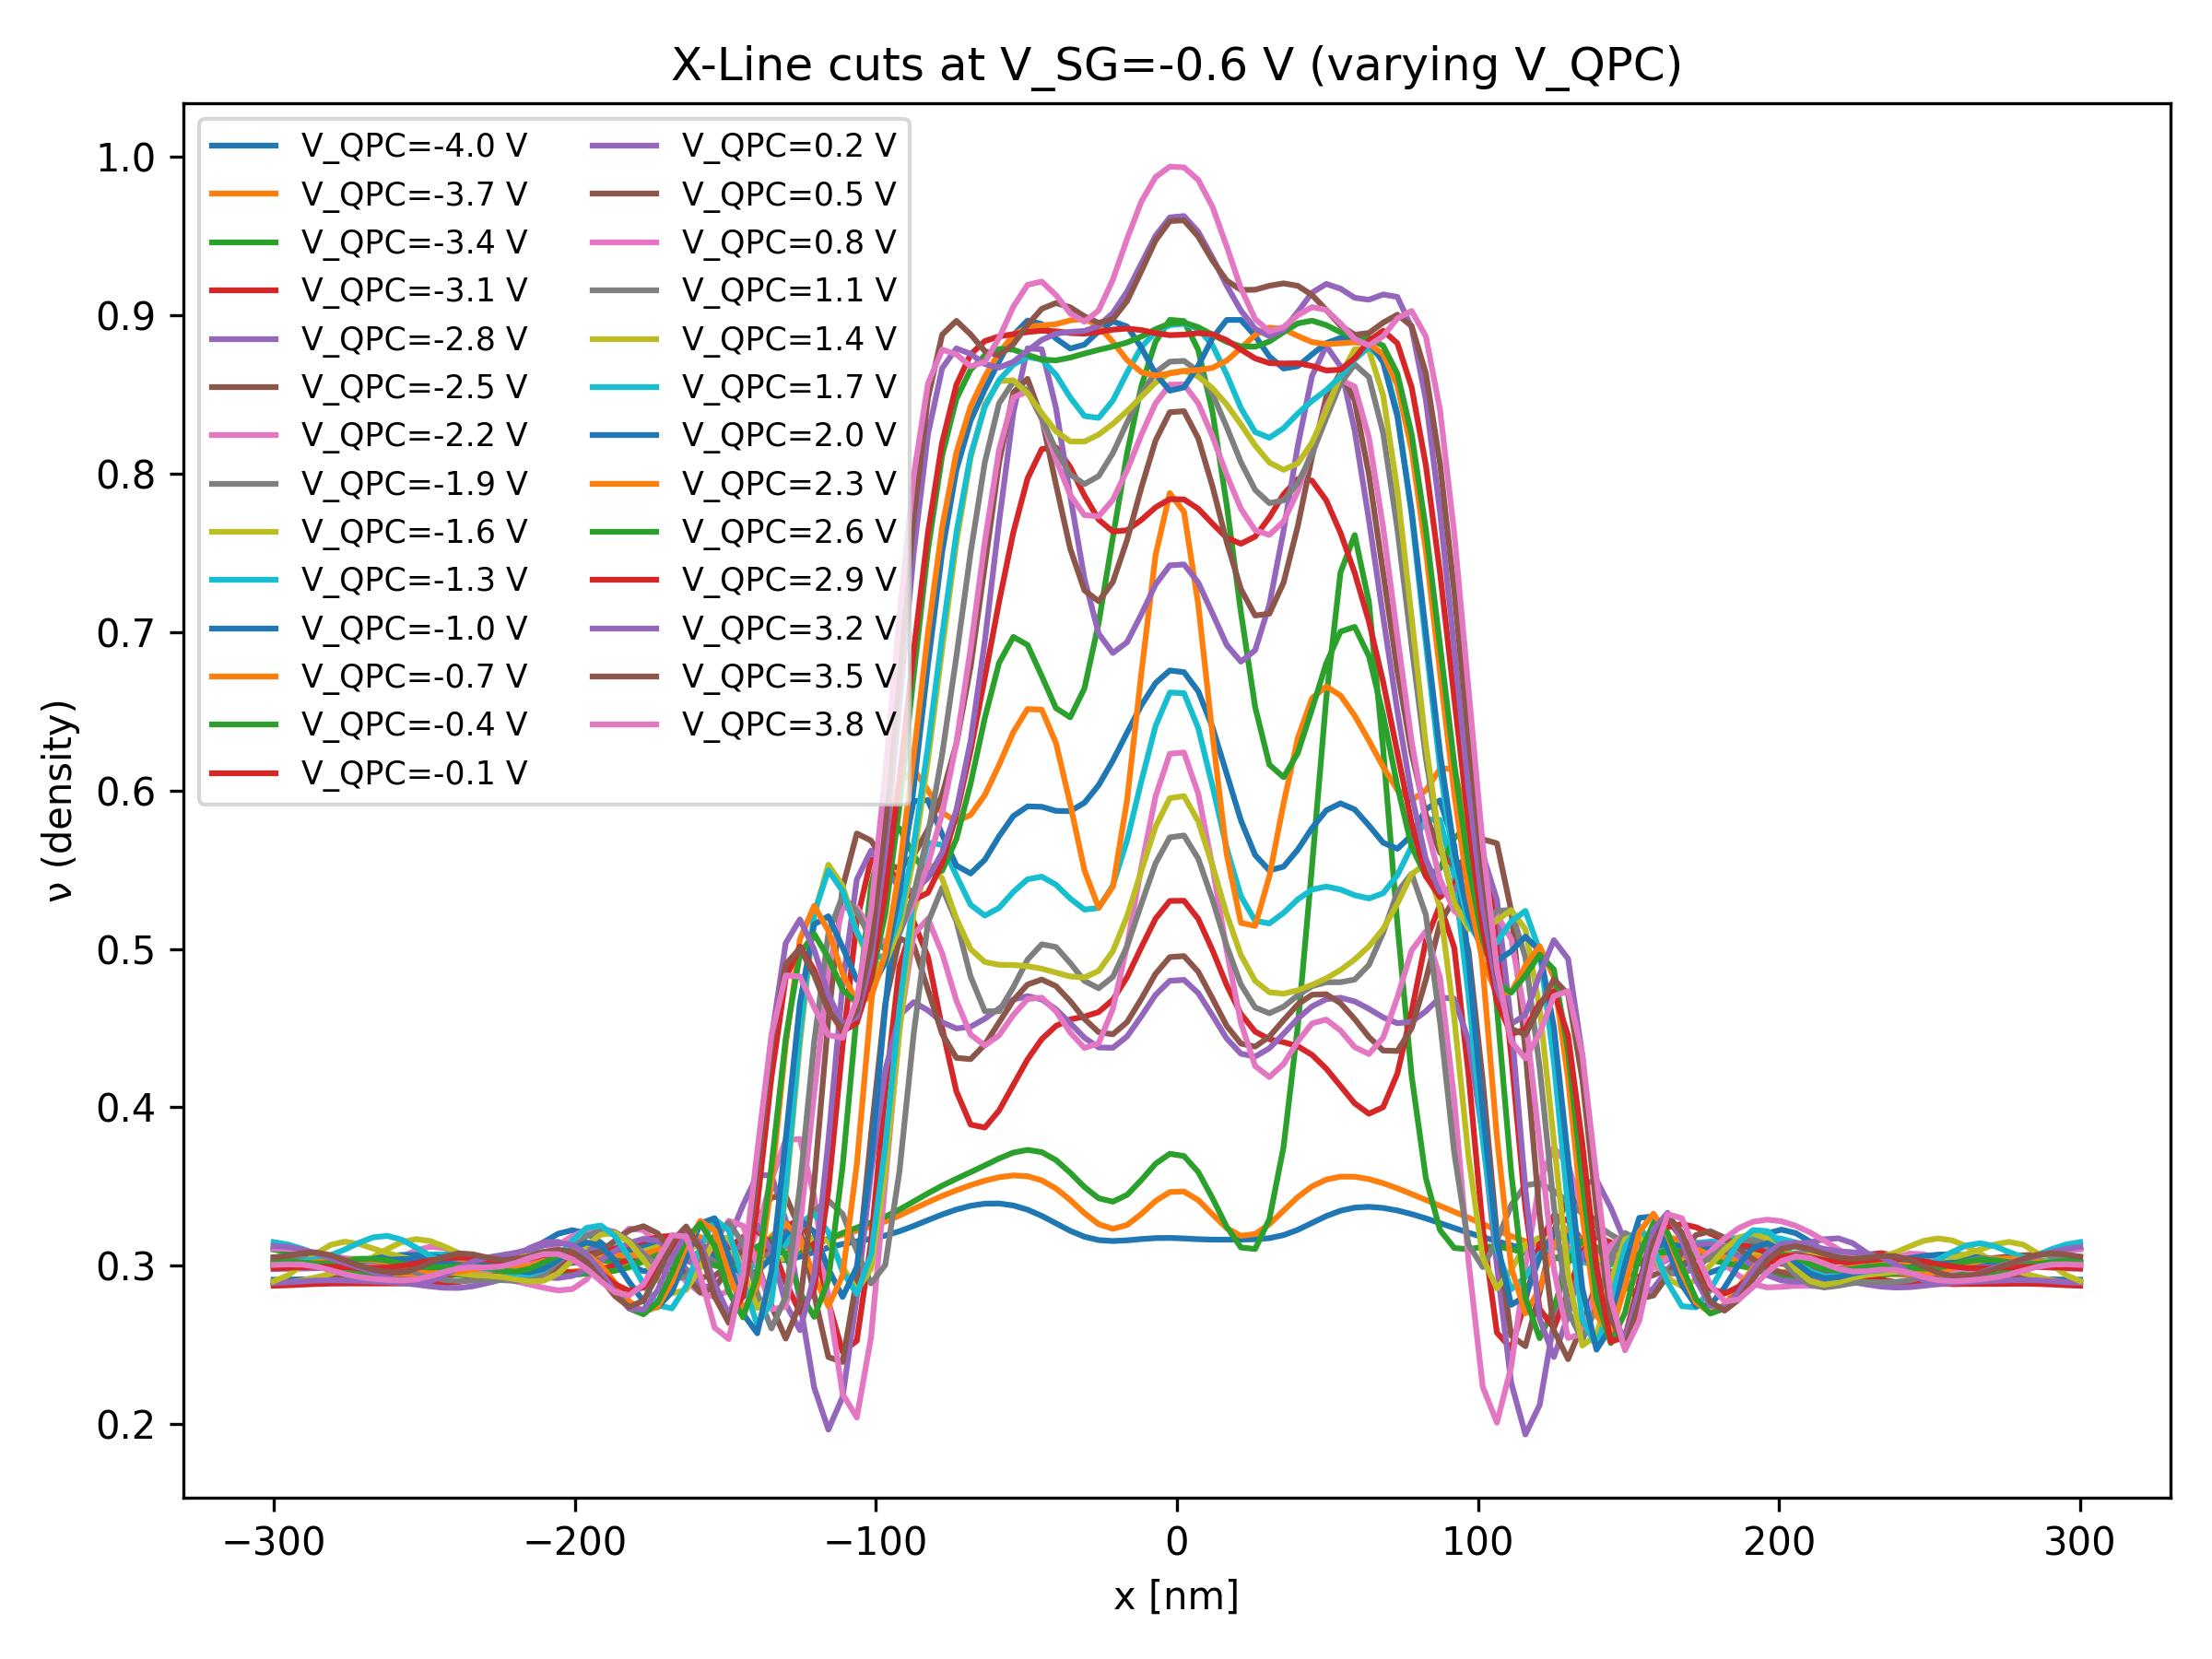 X-Line cuts at V_SG=-0.6 V (varying V_QPC)
V_QPC=-4.0 V
V_QPC=-3.7 V
V_QPC=-3.4 V
V_QPC=-3.1 V
V_QPC=-2.8 V
V_QPC=-2.5 V
V_QPC=-2.2 V
V_QPC=-1.9 V
V_QPC=-1.6 V
V_QPC=-1.3 V
V_QPC=-1.0 V
V_QPC=-0.7 V
V_QPC=-0.4 V
V_QPC=-0.1 V
V_QPC=0.2 V
V_QPC=0.5 V
V_QPC=0.8 V
V_QPC=1.1 V
V_QPC=1.4 V
V_QPC=1.7 V
V_QPC=2.0 V
V_QPC=2.3 V
V_QPC=2.6 V
V_QPC=2.9 V
V_QPC=3.2 V
V_QPC=3.5 V
V_QPC=3.8 V
ν (density)
1.0
0.9
0.8
0.7
0.6
0.5
0.4
0.3
0.2
−300 −200 −100 0 100 200 300
x [nm]